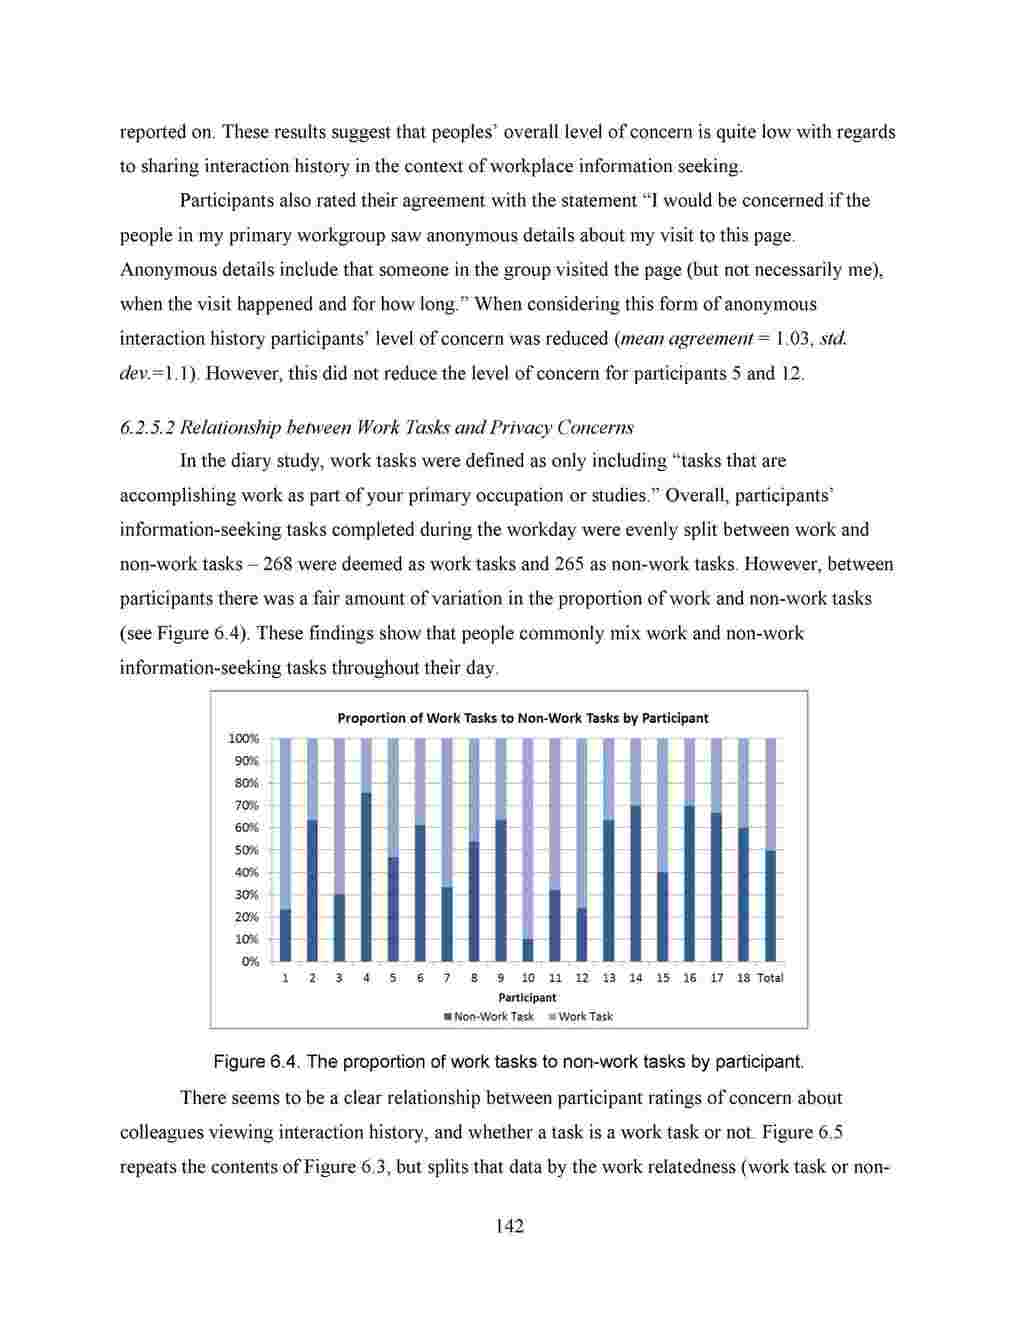 reported on. These results suggest that peoples’ overall level of concern is quite low with regards
to sharing interaction history in the context of workplace information seeking.
Participants also rated their agreement with the statement “I would be concerned if the
people in my primary workgroup saw anonymous details about my visit to this page.
Anonymous details include that someone in the group visited the page (but not necessarily me),
when the visit happened and for how long.” When considering this form of anonymous
interaction history participants’ level of concern was reduced (mean agreement = 1.03, std.
dev.=1.1). However, this did not reduce the level of concern for participants 5 and 12.
6.2.5.2 Relationship between Work Tasks and Privacy Concerns
In the diary study, work tasks were defined as only including “tasks that are
accomplishing work as part of your primary occupation or studies.” Overall, participants’
information-seeking tasks completed during the workday were evenly split between work and
non-work tasks – 268 were deemed as work tasks and 265 as non-work tasks. However, between
participants there was a fair amount of variation in the proportion of work and non-work tasks
(see Figure 6.4). These findings show that people commonly mix work and non-work
information-seeking tasks throughout their day.
Proportion of Work Tasks to Non-Work Tasks by Participant
100%
90%
80%
70%
60%
50%
40%
30%
20%
10%
0%
1 2 3 4 5 6 7 8 9 10 11 12 13 14 15 16 17 18 Total
Participant
Non-Work Task Work Task
Figure 6.4. The proportion of work tasks to non-work tasks by participant.
There seems to be a clear relationship between participant ratings of concern about
colleagues viewing interaction history, and whether a task is a work task or not. Figure 6.5
repeats the contents of Figure 6.3, but splits that data by the work relatedness (work task or non-
142